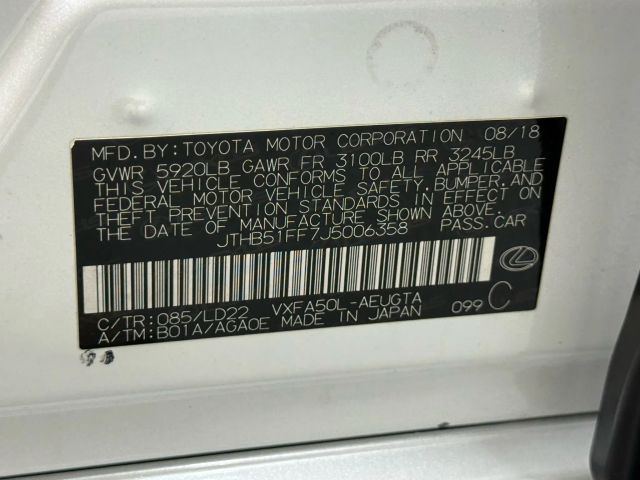 MFD.BY:TOYOTA MOTOR CORPORATION 08/18
GVWR 5920LB GAWR FR 3100LB RR 3245LB
THIS VEHICLE CONFORMS TO ALL APPLICABLE
FEDERAL MOTOR VEHICLE SAFETY,BUMPER,AND
THEFT PREVENTION STANDARDS IN EFFECT ON
THE DATE OF MANUFACTURE SHOWN ABOVE.
JTHB51FF7J5006358 PASS.CAR
C/TR:085/LD22 VXFA50L-AEUGTA 099 C
A/TM:B01A/AGA0E MADE IN JAPAN